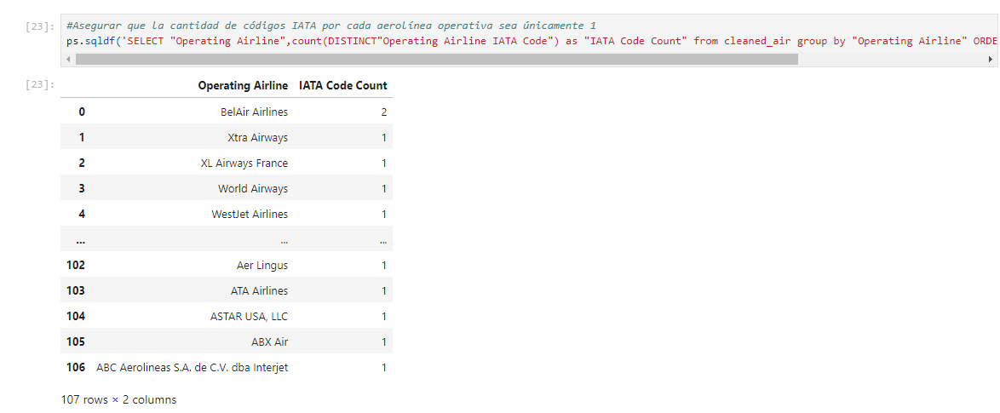 [23]: #Asegurar que la cantidad de códigos IATA por cada aerolínea operativa sea únicamente 1
ps.sqldf('SELECT "Operating Airline",count(DISTINCT"Operating Airline IATA Code") as "IATA Code Count" from cleaned_air group by "Operating Airline" ORDE
[23]:
Operating Airline IATA Code Count
0 BelAir Airlines 2
1 Xtra Airways 1
2 XL Airways France 1
3 World Airways 1
4 WestJet Airlines 1
... ... ...
102 Aer Lingus 1
103 ATA Airlines 1
104 ASTAR USA, LLC 1
105 ABX Air 1
106 ABC Aerolineas S.A. de C.V. dba Interjet 1
107 rows × 2 columns